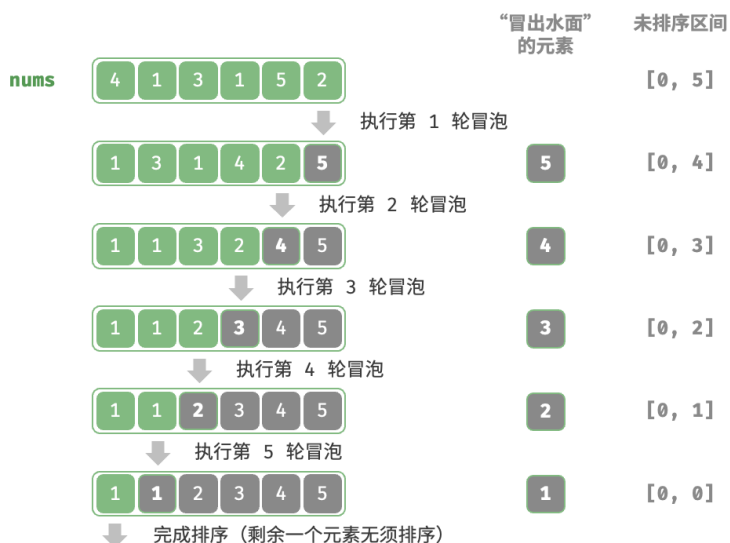 “冒出水面” 未排序区间
的元素
nums 4 1 3 1 5 2 [0, 5]
执行第 1 轮冒泡
1 3 1 4 2 5 5 [0, 4]
执行第 2 轮冒泡
1 1 3 2 4 5 4 [0, 3]
执行第 3 轮冒泡
1 1 2 3 4 5 3 [0, 2]
执行第 4 轮冒泡
1 1 2 3 4 5 2 [0, 1]
执行第 5 轮冒泡
1 1 2 3 4 5 1 [0, 0]
完成排序（剩余一个元素无须排序）